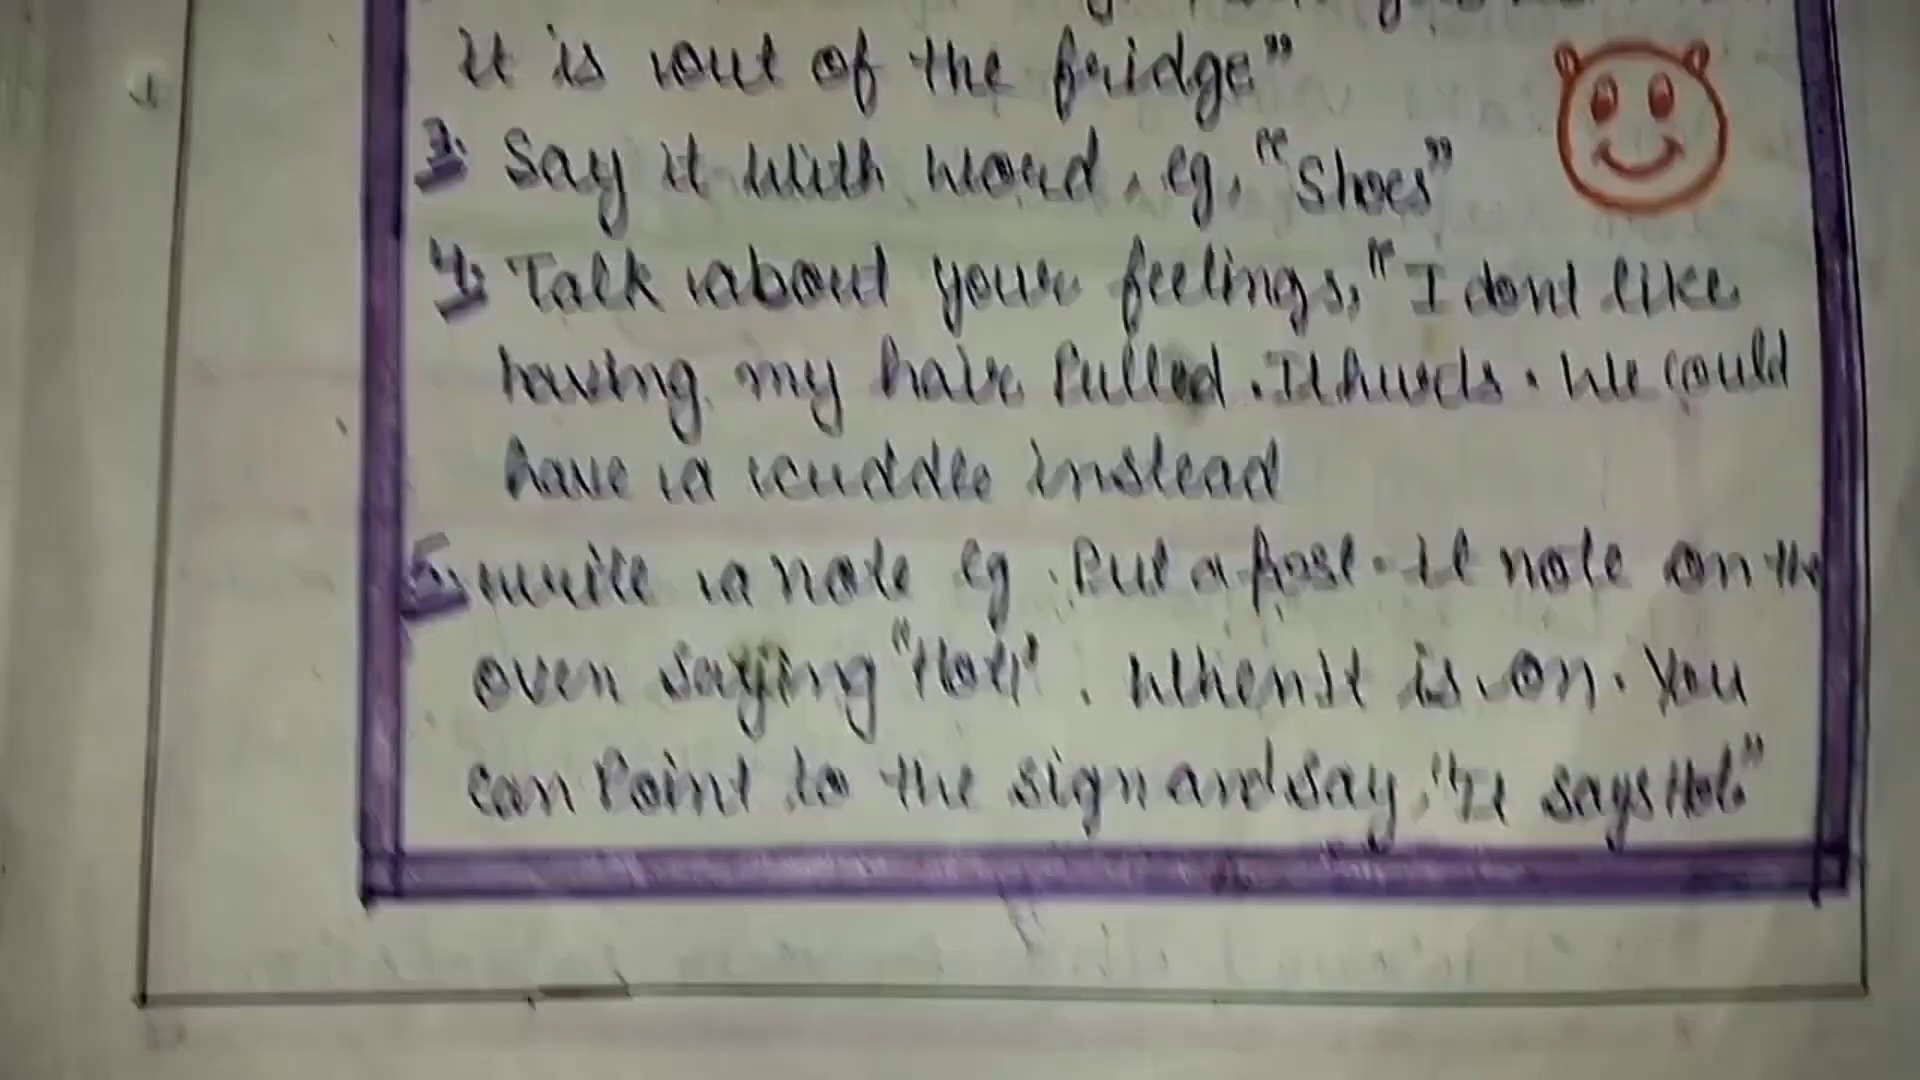 it is out of the fridge"
3. Say it with word, eg, "Shoes"
4. Talk about your feelings, "I dont like
having my hair Pulled. It hurts. We could
have a cuddle instead
5. write a note eg. Put a post-it note on the
oven saying "Hot". When it is on. You
can Point to the sign and say, "It says Hot"